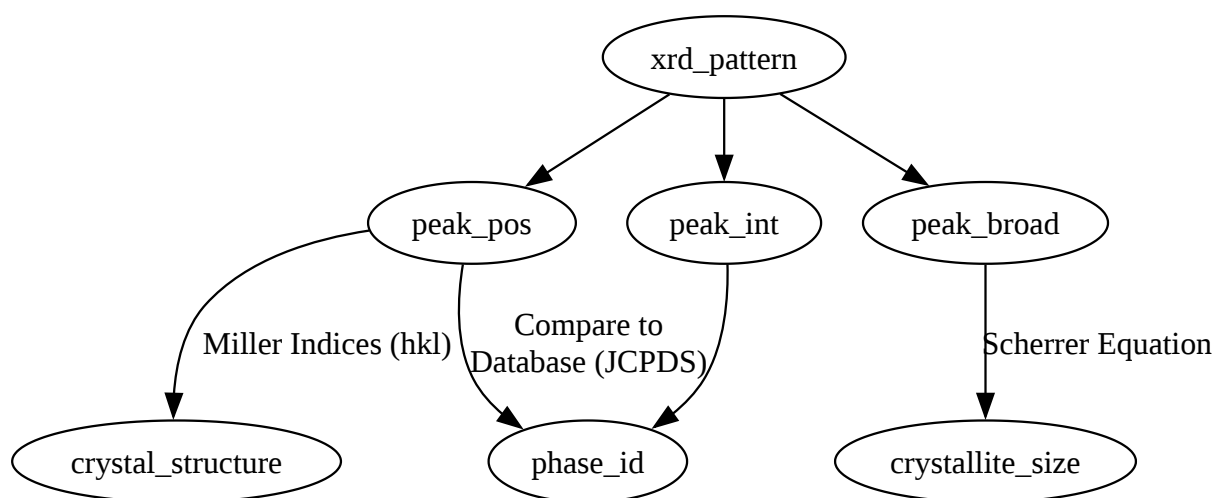 xrd_pattern
peak_pos
peak_int
peak_broad
Miller Indices (hkl)
Compare to
Database (JCPDS)
Scherrer Equation
crystal_structure
phase_id
crystallite_size